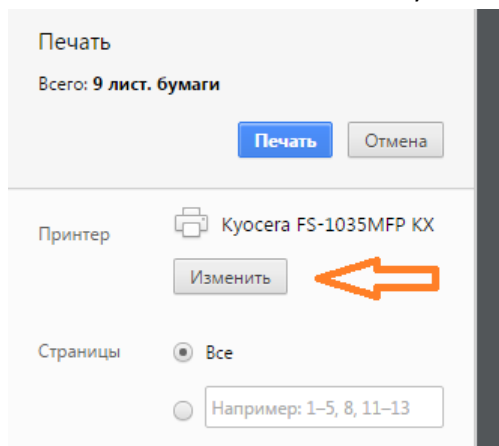 Печать
Всего: 9 лист. бумаги
Печать Отмена
Принтер Kyocera FS-1035MFP KX
Изменить
Страницы Все
Например: 1–5, 8, 11–13